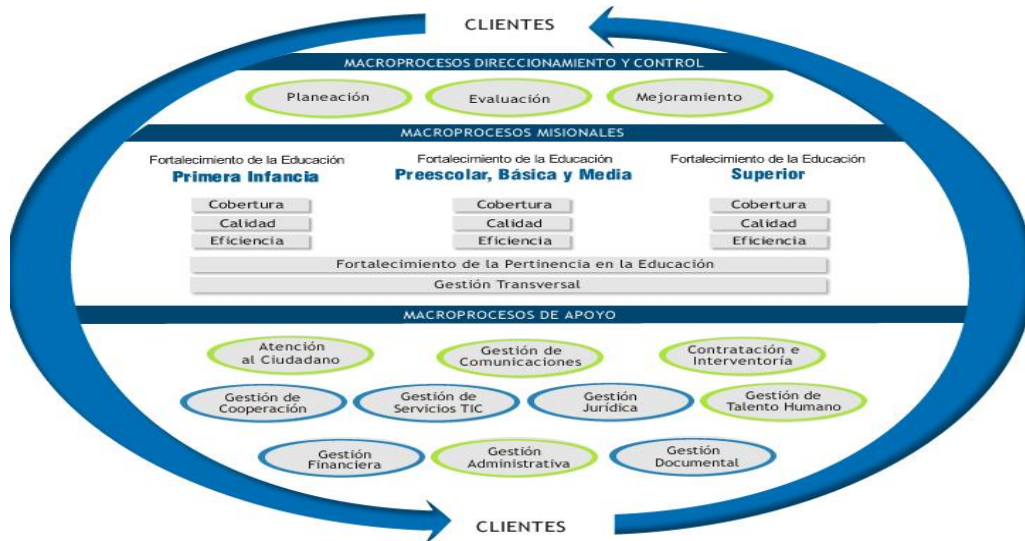 CLIENTES
MACROPROCESOS DIRECCIONAMIENTO Y CONTROL
Planeación
Evaluación
Mejoramiento
MACROPROCESOS MISIONALES
Fortalecimiento de la Educación
Primera Infancia
Cobertura
Calidad
Eficiencia
Fortalecimiento de la Educación
Preescolar, Básica y Media
Cobertura
Calidad
Eficiencia
Fortalecimiento de la Educación
Superior
Cobertura
Calidad
Eficiencia
Fortalecimiento de la Pertinencia en la Educación
Gestión Transversal
MACROPROCESOS DE APOYO
Atención
al Ciudadano
Gestión de
Comunicaciones
Contratación e
Interventoría
Gestión de
Cooperación
Gestión de
Servicios TIC
Gestión
Jurídica
Gestión de
Talento Humano
Gestión
Financiera
Gestión
Administrativa
Gestión
Documental
CLIENTES